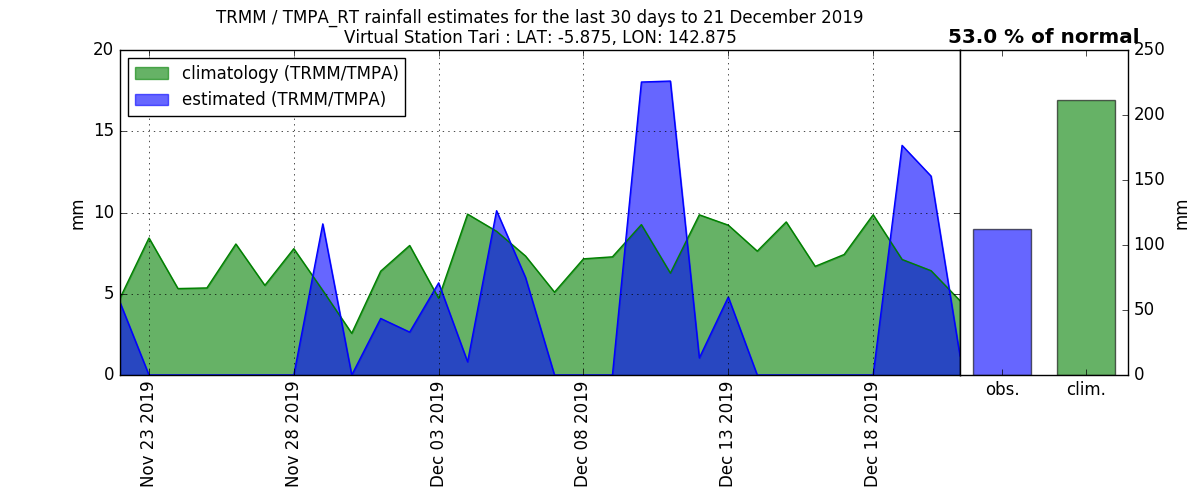 TRMM / TMPA_RT rainfall estimates for the last 30 days to 21 December 2019
Virtual Station Tari : LAT: -5.875, LON: 142.875
53.0 % of normal
climatology (TRMM/TMPA)
estimated (TRMM/TMPA)
20
15
10
5
0
mm
Nov 23 2019
Nov 28 2019
Dec 03 2019
Dec 08 2019
Dec 13 2019
Dec 18 2019
obs.
clim.
250
200
150
100
50
0
mm